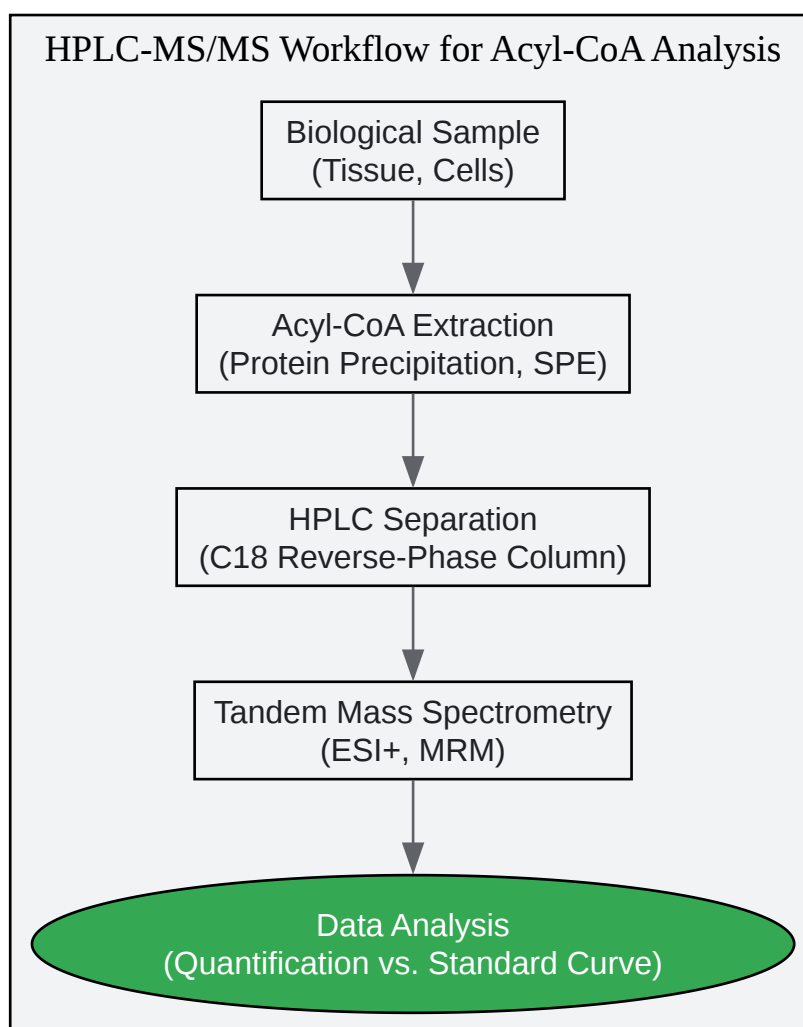 HPLC-MS/MS Workflow for Acyl-CoA Analysis
Biological Sample
(Tissue, Cells)
Acyl-CoA Extraction
(Protein Precipitation, SPE)
HPLC Separation
(C18 Reverse-Phase Column)
Tandem Mass Spectrometry
(ESI+, MRM)
Data Analysis
(Quantification vs. Standard Curve)